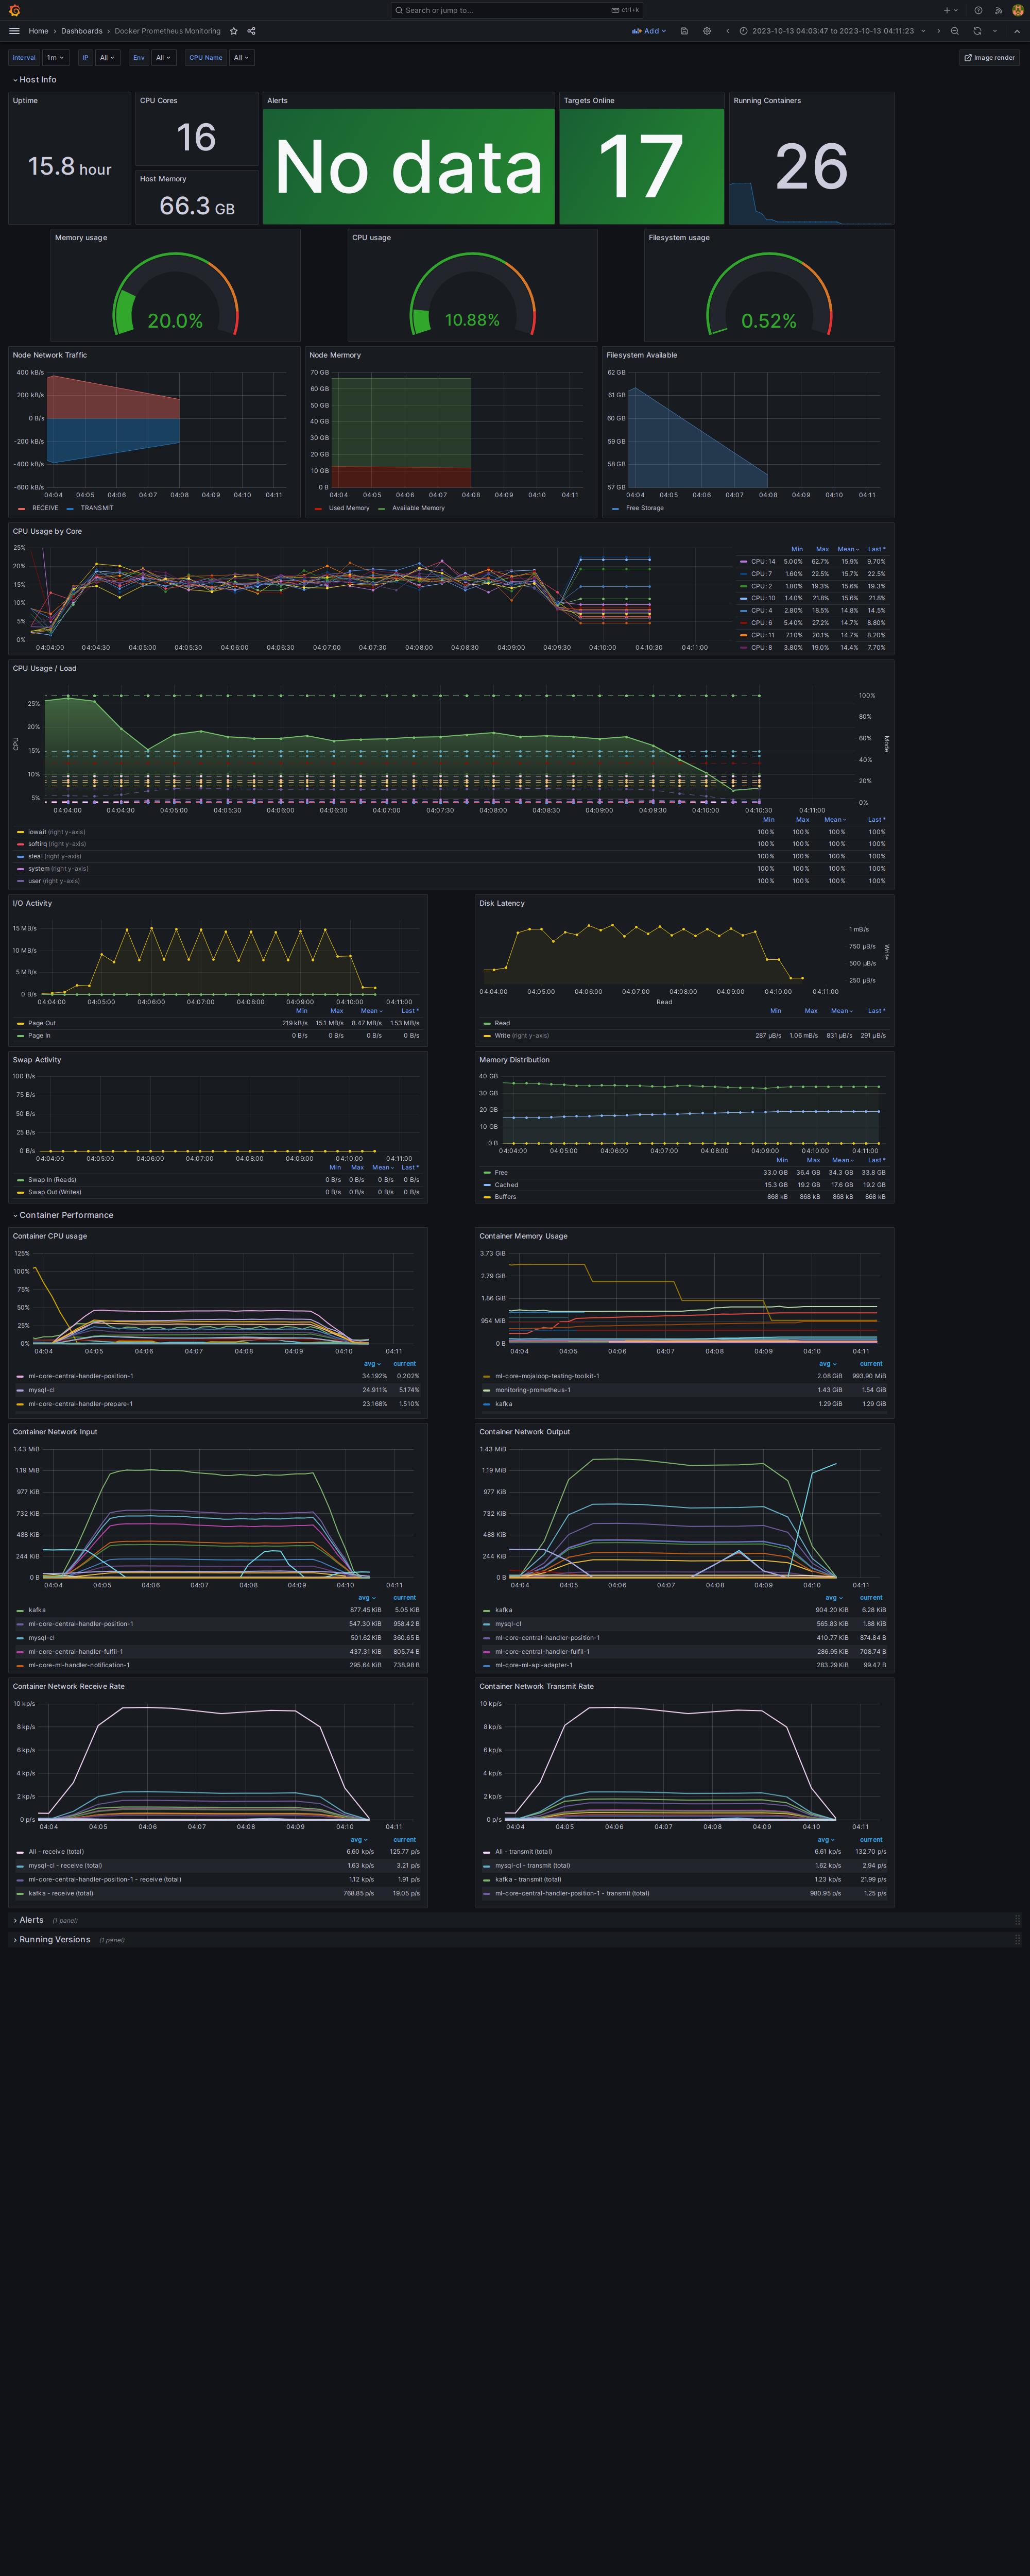 Search or jump to...
ctrl+k
Home › Dashboards › Docker Prometheus Monitoring
Add
2023-10-13 04:03:47 to 2023-10-13 04:11:23
Interval 1m IP All Env All CPU Name All
Image render
Host Info
Uptime
15.8 hour
CPU Cores
16
Host Memory
66.3 GB
Alerts
No data
Targets Online
17
Running Containers
26
Memory usage
20.0%
CPU usage
10.88%
Filesystem usage
0.52%
Node Network Traffic
400 kB/s
200 kB/s
0 B/s
-200 kB/s
-400 kB/s
-600 kB/s
04:04 04:05 04:06 04:07 04:08 04:09 04:10 04:11
RECEIVE TRANSMIT
Node Mermory
70 GB
60 GB
50 GB
40 GB
30 GB
20 GB
10 GB
0 B
04:04 04:05 04:06 04:07 04:08 04:09 04:10 04:11
Used Memory Available Memory
Filesystem Available
62 GB
61 GB
60 GB
59 GB
58 GB
57 GB
04:04 04:05 04:06 04:07 04:08 04:09 04:10 04:11
Free Storage
CPU Usage by Core
25%
20%
15%
10%
5%
0%
04:04:00 04:04:30 04:05:00 04:05:30 04:06:00 04:06:30 04:07:00 04:07:30 04:08:00 04:08:30 04:09:00 04:09:30 04:10:00 04:10:30 04:11:00
Min Max Mean Last *
CPU: 14 5.00% 62.7% 15.9% 9.70%
CPU: 7 1.60% 22.5% 15.7% 22.5%
CPU: 2 1.80% 19.3% 15.6% 19.3%
CPU: 10 1.40% 21.8% 15.6% 21.8%
CPU: 4 2.80% 18.5% 14.8% 14.5%
CPU: 6 5.40% 27.2% 14.7% 8.80%
CPU: 11 7.10% 20.1% 14.7% 8.20%
CPU: 8 3.80% 19.0% 14.4% 7.70%
CPU Usage / Load
25%
20%
15%
10%
5%
CPU
100%
80%
60%
40%
20%
0%
Mode
04:04:00 04:04:30 04:05:00 04:05:30 04:06:00 04:06:30 04:07:00 04:07:30 04:08:00 04:08:30 04:09:00 04:09:30 04:10:00 04:10:30 04:11:00
Min Max Mean Last *
iowait (right y-axis) 100% 100% 100% 100%
softirq (right y-axis) 100% 100% 100% 100%
steal (right y-axis) 100% 100% 100% 100%
system (right y-axis) 100% 100% 100% 100%
user (right y-axis) 100% 100% 100% 100%
I/O Activity
15 MB/s
10 MB/s
5 MB/s
0 B/s
04:04:00 04:05:00 04:06:00 04:07:00 04:08:00 04:09:00 04:10:00 04:11:00
Min Max Mean Last *
Page Out 219 kB/s 15.1 MB/s 8.47 MB/s 1.53 MB/s
Page In 0 B/s 0 B/s 0 B/s 0 B/s
Disk Latency
1 mB/s
750 µB/s
500 µB/s
250 µB/s
Write
04:04:00 04:05:00 04:06:00 04:07:00 04:08:00 04:09:00 04:10:00 04:11:00
Read
Min Max Mean Last *
Read
Write (right y-axis) 287 µB/s 1.06 mB/s 831 µB/s 291 µB/s
Swap Activity
100 B/s
75 B/s
50 B/s
25 B/s
0 B/s
04:04:00 04:05:00 04:06:00 04:07:00 04:08:00 04:09:00 04:10:00 04:11:00
Min Max Mean Last *
Swap In (Reads) 0 B/s 0 B/s 0 B/s 0 B/s
Swap Out (Writes) 0 B/s 0 B/s 0 B/s 0 B/s
Memory Distribution
40 GB
30 GB
20 GB
10 GB
0 B
04:04:00 04:05:00 04:06:00 04:07:00 04:08:00 04:09:00 04:10:00 04:11:00
Min Max Mean Last *
Free 33.0 GB 36.4 GB 34.3 GB 33.8 GB
Cached 15.3 GB 19.2 GB 17.6 GB 19.2 GB
Buffers 868 kB 868 kB 868 kB 868 kB
Container Performance
Container CPU usage
125%
100%
75%
50%
25%
0%
04:04 04:05 04:06 04:07 04:08 04:09 04:10 04:11
avg current
ml-core-central-handler-position-1 34.192% 0.202%
mysql-cl 24.911% 5.174%
ml-core-central-handler-prepare-1 23.168% 1.510%
Container Memory Usage
3.73 GiB
2.79 GiB
1.86 GiB
954 MiB
0 B
04:04 04:05 04:06 04:07 04:08 04:09 04:10 04:11
avg current
ml-core-mojaloop-testing-toolkit-1 2.08 GiB 993.90 MiB
monitoring-prometheus-1 1.43 GiB 1.54 GiB
kafka 1.29 GiB 1.29 GiB
Container Network Input
1.43 MiB
1.19 MiB
977 KiB
732 KiB
488 KiB
244 KiB
0 B
04:04 04:05 04:06 04:07 04:08 04:09 04:10 04:11
avg current
kafka 877.45 KiB 5.05 KiB
ml-core-central-handler-position-1 547.30 KiB 958.42 B
mysql-cl 501.62 KiB 360.65 B
ml-core-central-handler-fulfil-1 437.31 KiB 805.74 B
ml-core-ml-handler-notification-1 295.64 KiB 738.98 B
Container Network Output
1.43 MiB
1.19 MiB
977 KiB
732 KiB
488 KiB
244 KiB
0 B
04:04 04:05 04:06 04:07 04:08 04:09 04:10 04:11
avg current
kafka 904.20 KiB 6.28 KiB
mysql-cl 565.83 KiB 1.88 KiB
ml-core-central-handler-position-1 410.77 KiB 874.84 B
ml-core-central-handler-fulfil-1 286.95 KiB 708.74 B
ml-core-ml-api-adapter-1 283.29 KiB 99.47 B
Container Network Receive Rate
10 kp/s
8 kp/s
6 kp/s
4 kp/s
2 kp/s
0 p/s
04:04 04:05 04:06 04:07 04:08 04:09 04:10 04:11
avg current
All - receive (total) 6.60 kp/s 125.77 p/s
mysql-cl - receive (total) 1.63 kp/s 3.21 p/s
ml-core-central-handler-position-1 - receive (total) 1.12 kp/s 1.91 p/s
kafka - receive (total) 768.85 p/s 19.05 p/s
Container Network Transmit Rate
10 kp/s
8 kp/s
6 kp/s
4 kp/s
2 kp/s
0 p/s
04:04 04:05 04:06 04:07 04:08 04:09 04:10 04:11
avg current
All - transmit (total) 6.61 kp/s 132.70 p/s
mysql-cl - transmit (total) 1.62 kp/s 2.94 p/s
kafka - transmit (total) 1.23 kp/s 21.99 p/s
ml-core-central-handler-position-1 - transmit (total) 980.95 p/s 1.25 p/s
Alerts (1 panel)
Running Versions (1 panel)